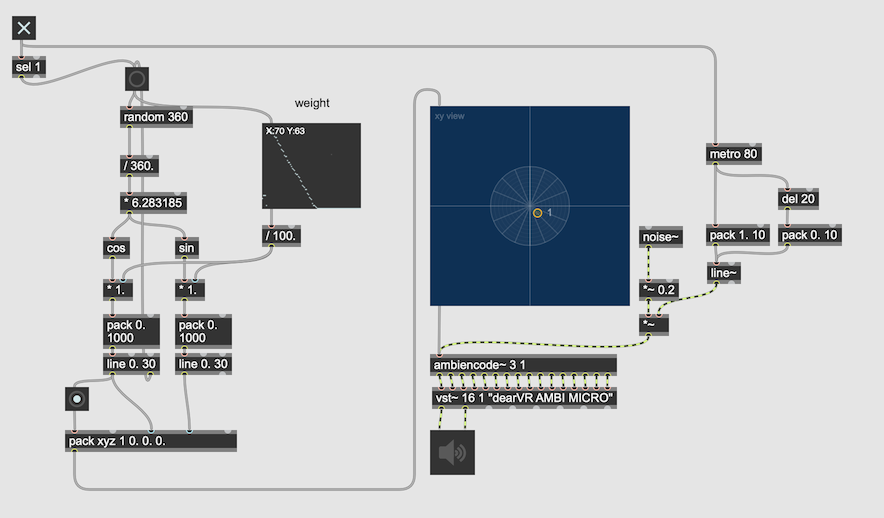 sel 1
weight
random 360
X:70 Y:63
xy view
metro 80
/ 360.
del 20
* 6.283185
1
cos
sin
/ 100.
noise~
pack 1. 10
pack 0. 10
line~
* 1.
* 1.
*~ 0.2
pack 0.
1000
pack 0.
1000
*~
line 0. 30
line 0. 30
ambiencode~ 3 1
vst~ 16 1 "dearVR AMBI MICRO"
pack xyz 1 0. 0. 0.